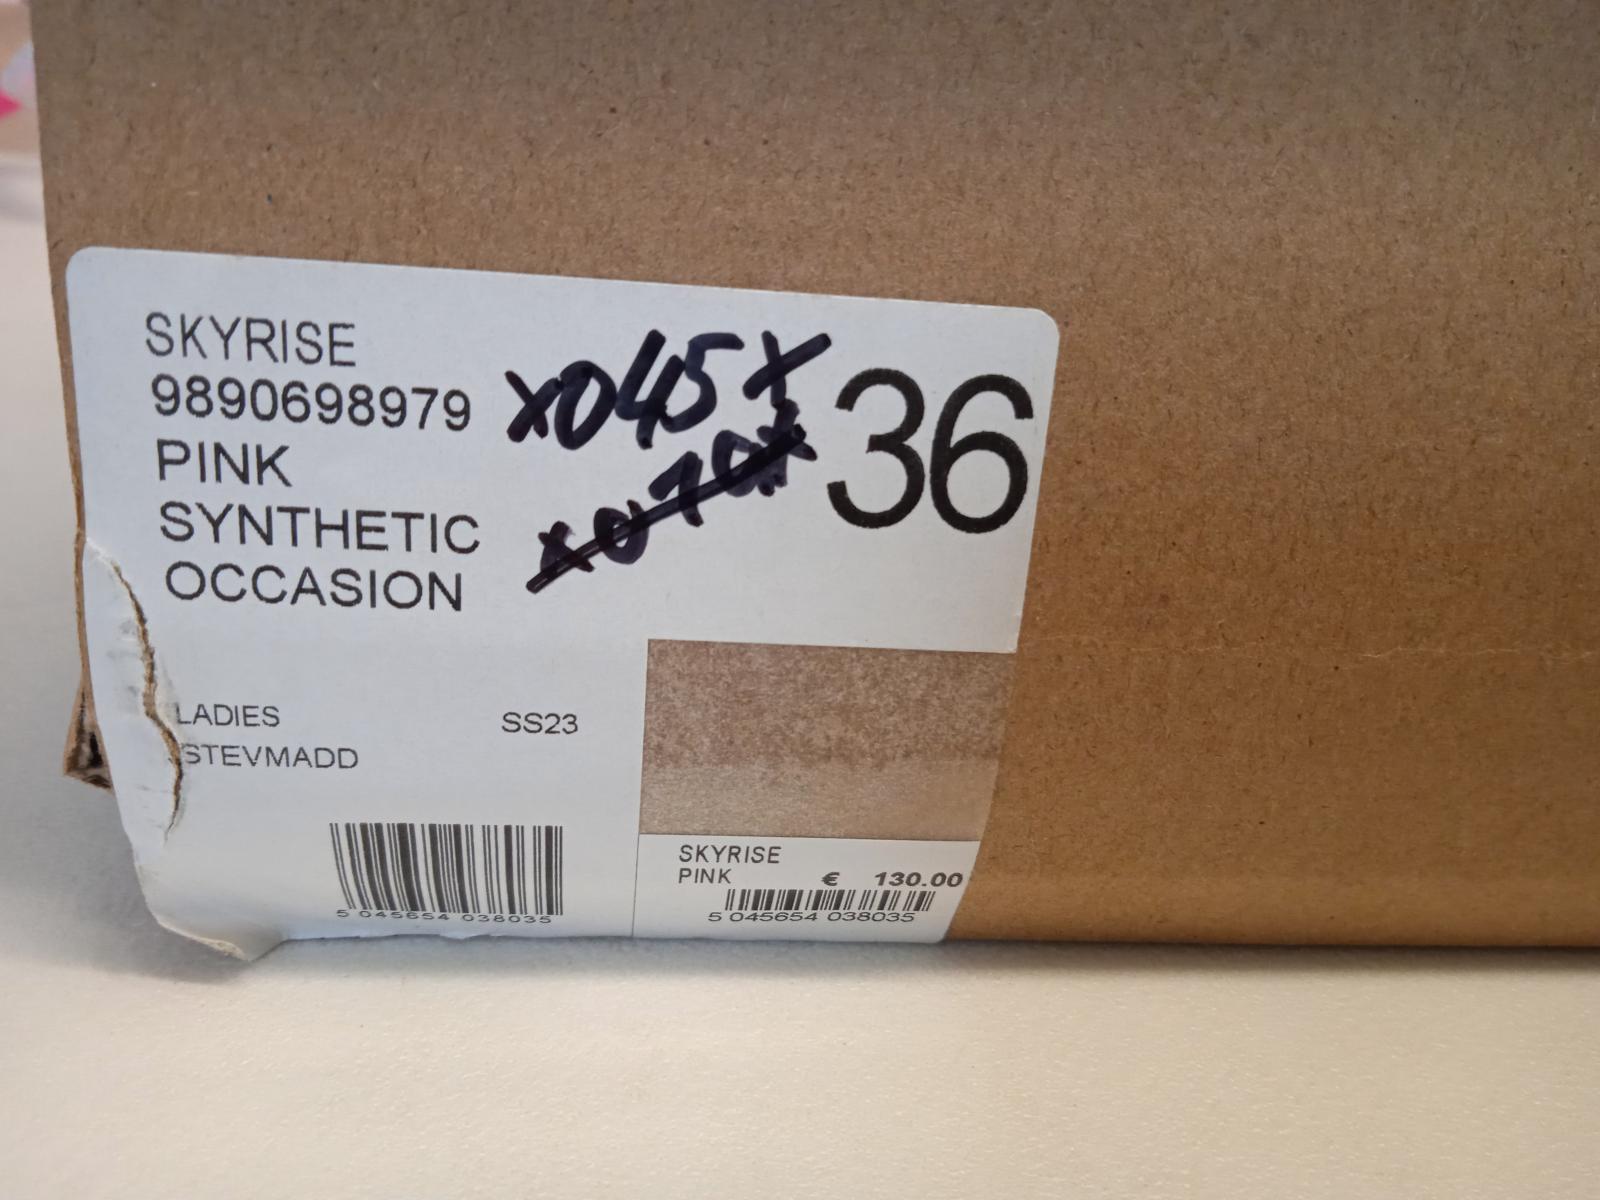 SKYRISE
9890698979
PINK
SYNTHETIC
OCCASION
x045x
x070x
36
LADIES
SS23
STEVMADD
5 045654 038035
SKYRISE
PINK € 130.00
5 045654 038035